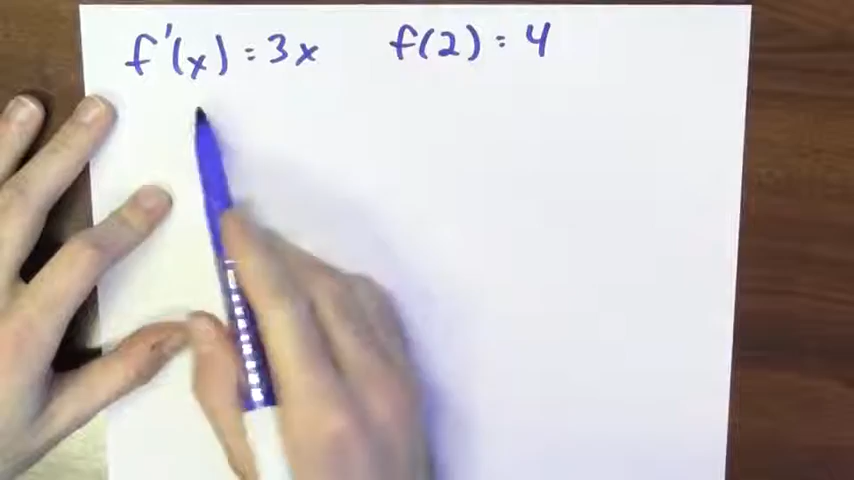 f'(x) = 3x f(2) = 4